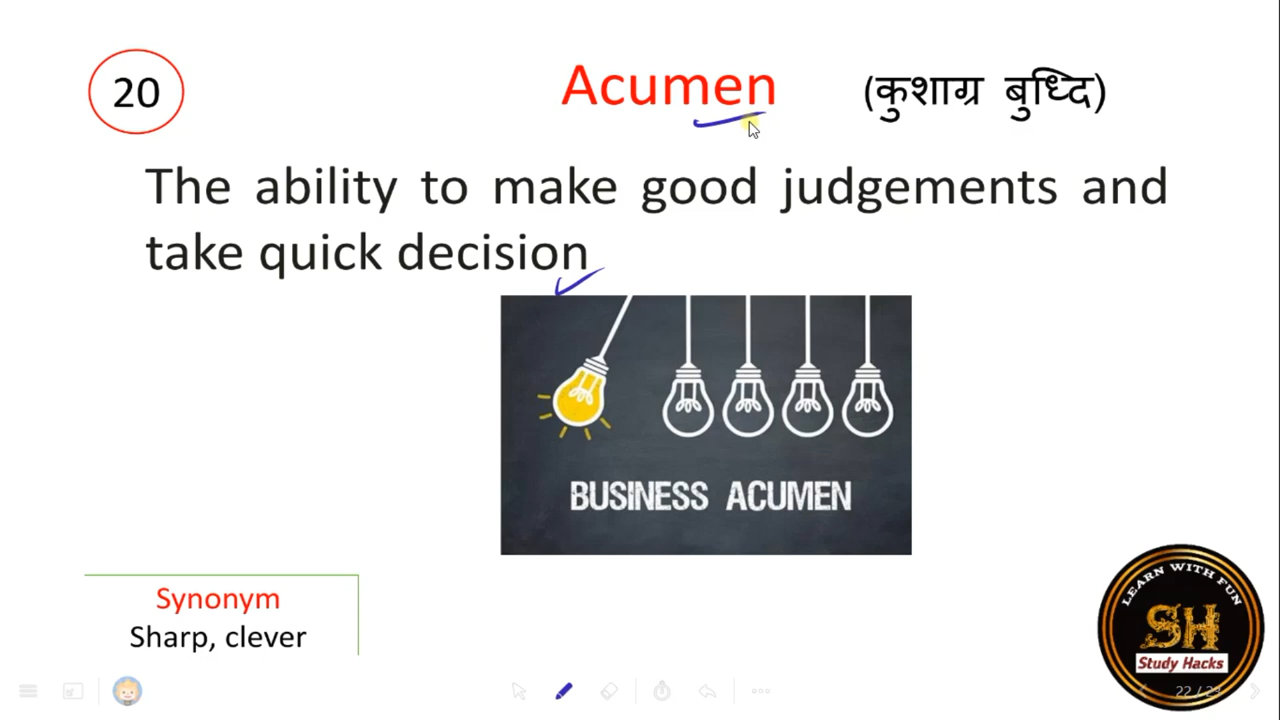 20
Acumen (कुशाग्र बुध्दि)
The ability to make good judgements and
take quick decision
BUSINESS ACUMEN
Synonym
Sharp, clever
LEARN WITH FUN
SH
Study Hacks